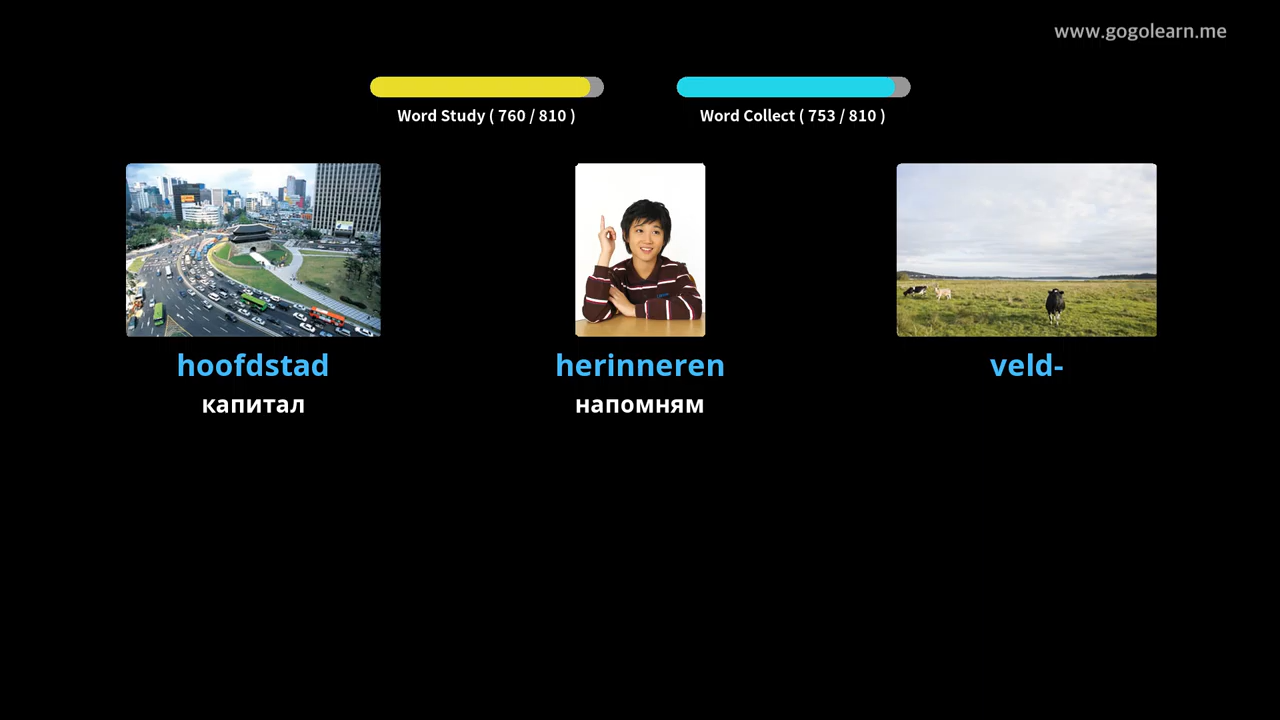 www.gogolearn.me
Word Study ( 760 / 810 )
Word Collect ( 753 / 810 )
hoofdstad
herinneren
veld-
капитал
напомням